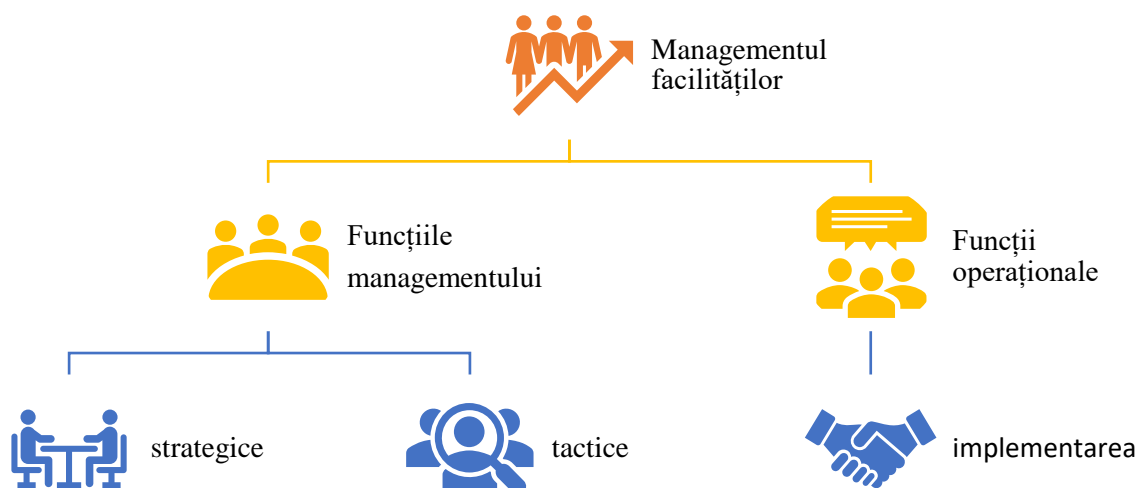 Managementul
facilităților
Funcțiile
managementului
Funcții
operaționale
strategice
tactice
implementarea